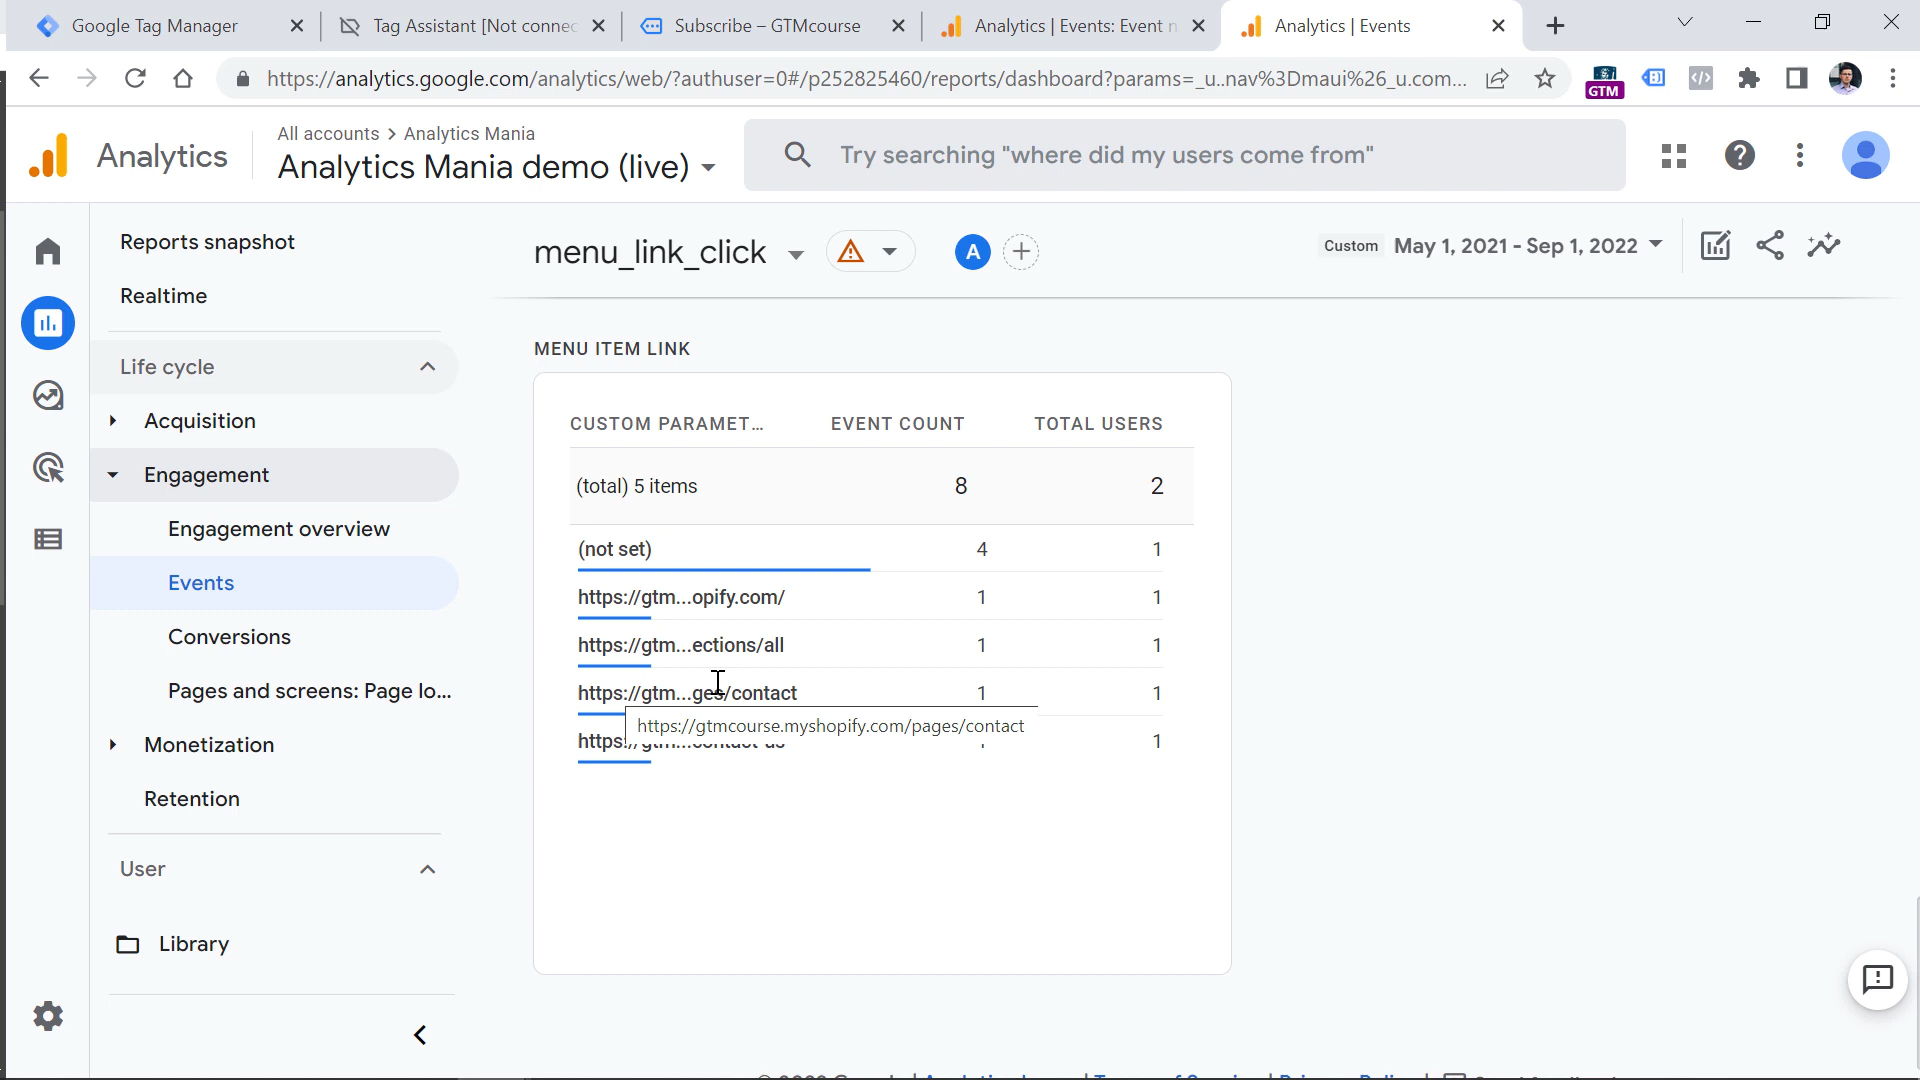 Google Tag Manager
Tag Assistant [Not connec
Subscribe – GTMcourse
Analytics | Events: Event n
Analytics | Events
https://analytics.google.com/analytics/web/?authuser=0#/p252825460/reports/dashboard?params=_u..nav%3Dmaui%26_u.com...
GTM
Analytics
All accounts > Analytics Mania
Analytics Mania demo (live)
Try searching "where did my users come from"
Reports snapshot
Realtime
Life cycle
Acquisition
Engagement
Engagement overview
Events
Conversions
Pages and screens: Page lo...
Monetization
Retention
User
Library
menu_link_click
A
Custom May 1, 2021 - Sep 1, 2022
MENU ITEM LINK
CUSTOM PARAMET... EVENT COUNT TOTAL USERS
(total) 5 items 8 2
(not set) 4 1
https://gtm...opify.com/ 1 1
https://gtm...ections/all 1 1
https://gtm...ges/contact 1 1
https://gtmcourse.myshopify.com/pages/contact
1